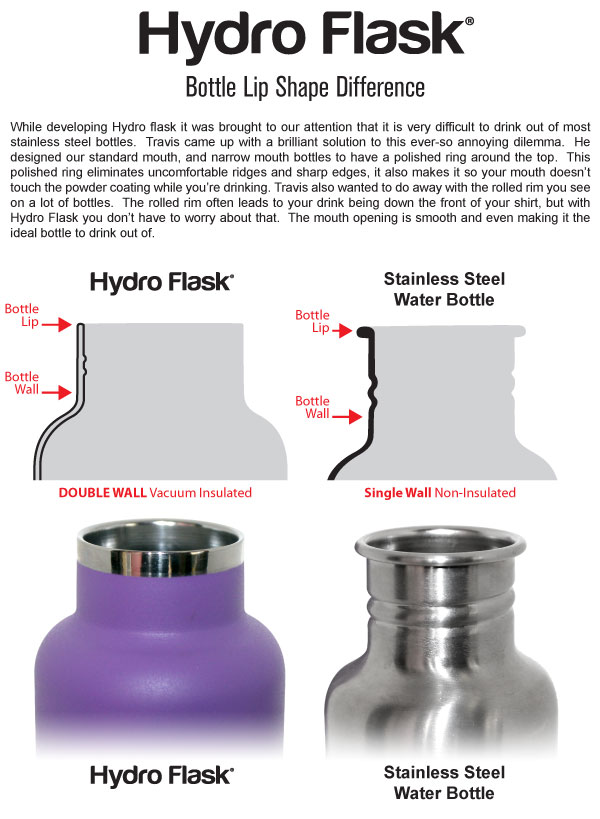 Hydro Flask®
Bottle Lip Shape Difference
While developing Hydro flask it was brought to our attention that it is very difficult to drink out of most
stainless steel bottles.  Travis came up with a brilliant solution to this ever-so annoying dilemma.  He
designed our standard mouth, and narrow mouth bottles to have a polished ring around the top.  This
polished ring eliminates uncomfortable ridges and sharp edges, it also makes it so your mouth doesn't
touch the powder coating while you're drinking. Travis also wanted to do away with the rolled rim you see
on a lot of bottles.  The rolled rim often leads to your drink being down the front of your shirt, but with
Hydro Flask you don't have to worry about that.  The mouth opening is smooth and even making it the
ideal bottle to drink out of.
Hydro Flask®
Bottle
Lip
Bottle
Wall
DOUBLE WALL Vacuum Insulated
Stainless Steel
Water Bottle
Bottle
Lip
Bottle
Wall
Single Wall Non-Insulated
Hydro Flask®
Stainless Steel
Water Bottle